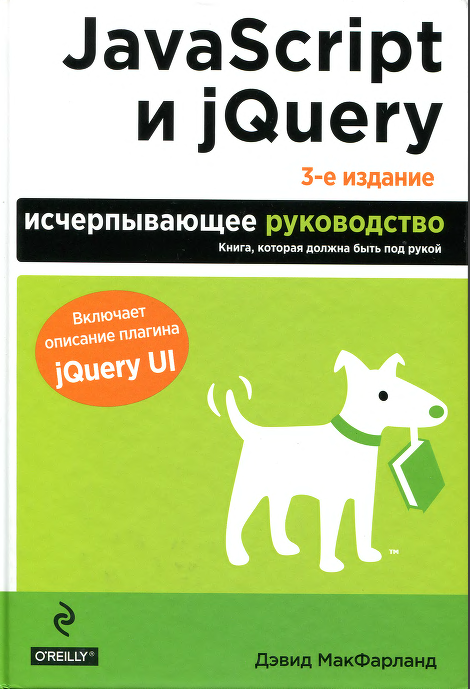 JavaScript
и jQuery
3-е издание
исчерпывающее руководство
Книга, которая должна быть под рукой
Включает
описание плагина
jQuery UI
™
O'REILLY®
Дэвид МакФарланд